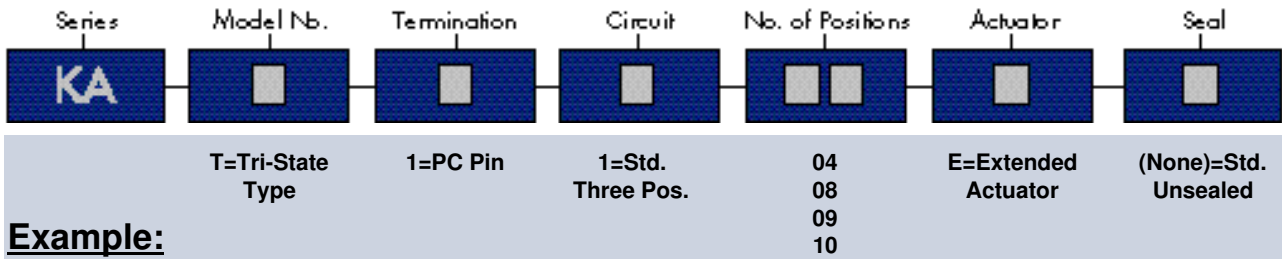 Series Model No. Termination Circuit No. of Positions Actuator Seal
KA
T=Tri-State 1=PC Pin 1=Std. 04 E=Extended (None)=Std.
Type Three Pos. 08 Actuator Unsealed
09
Example: 10